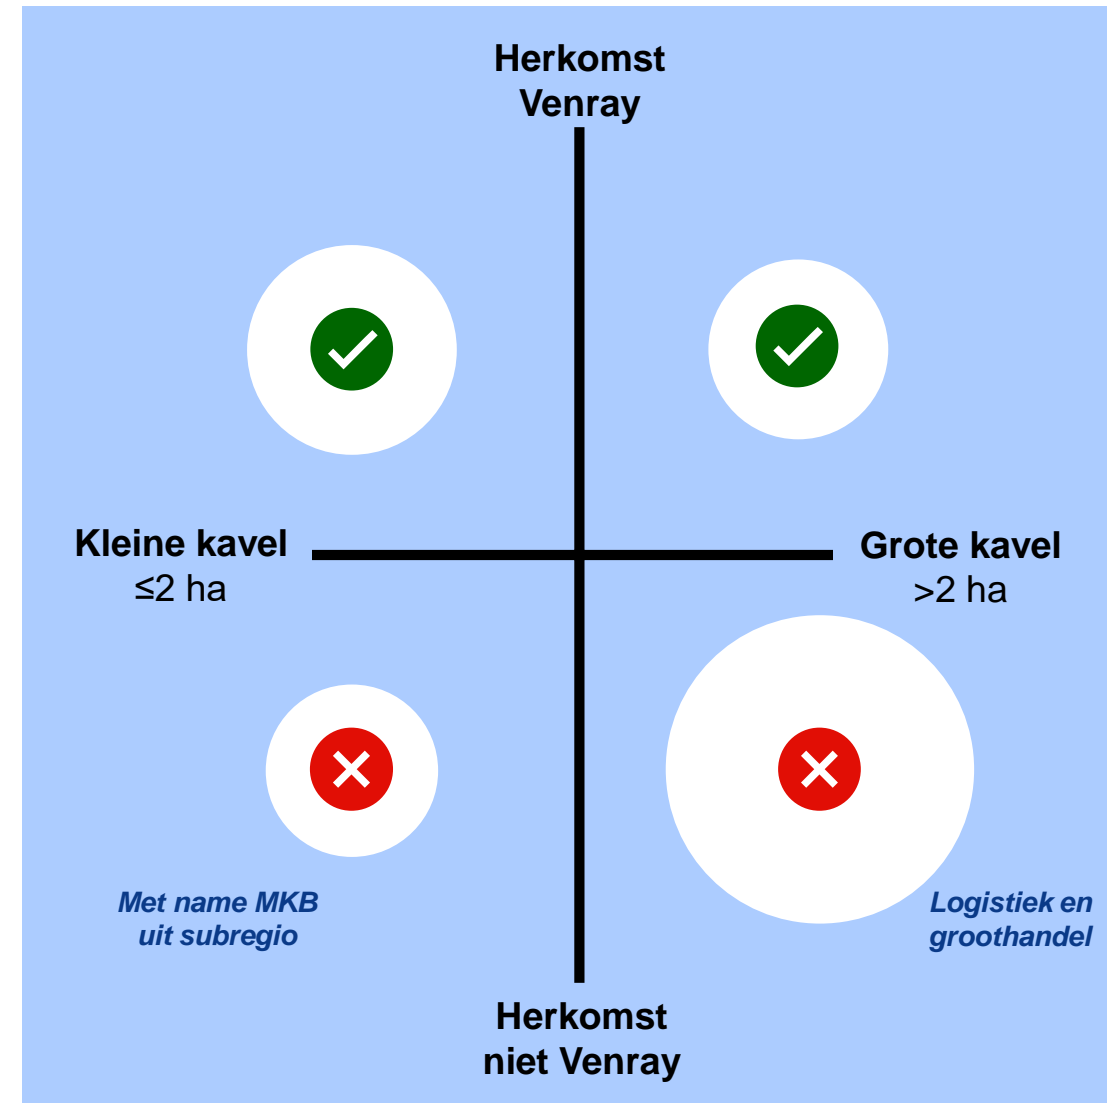 Herkomst
Venray
Kleine kavel
≤2 ha
Grote kavel
>2 ha
Met name MKB
uit subregio
Logistiek en
groothandel
Herkomst
niet Venray